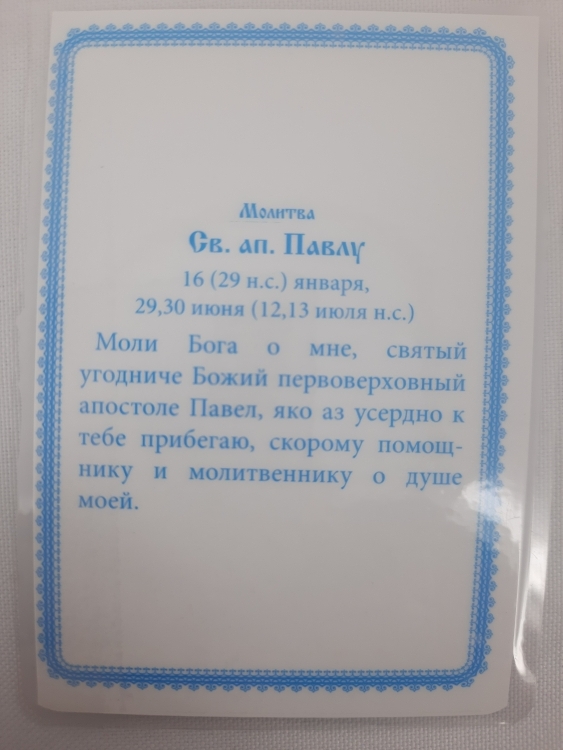 Молитва
Св. ап. Павлу
16 (29 н.с.) января,
29,30 июня (12,13 июля н.с.)
Моли Бога о мне, святый
угодниче Божий первоверховный
апостоле Павел, яко аз усердно к
тебе прибегаю, скорому помощ-
нику и молитвеннику о душе
моей.